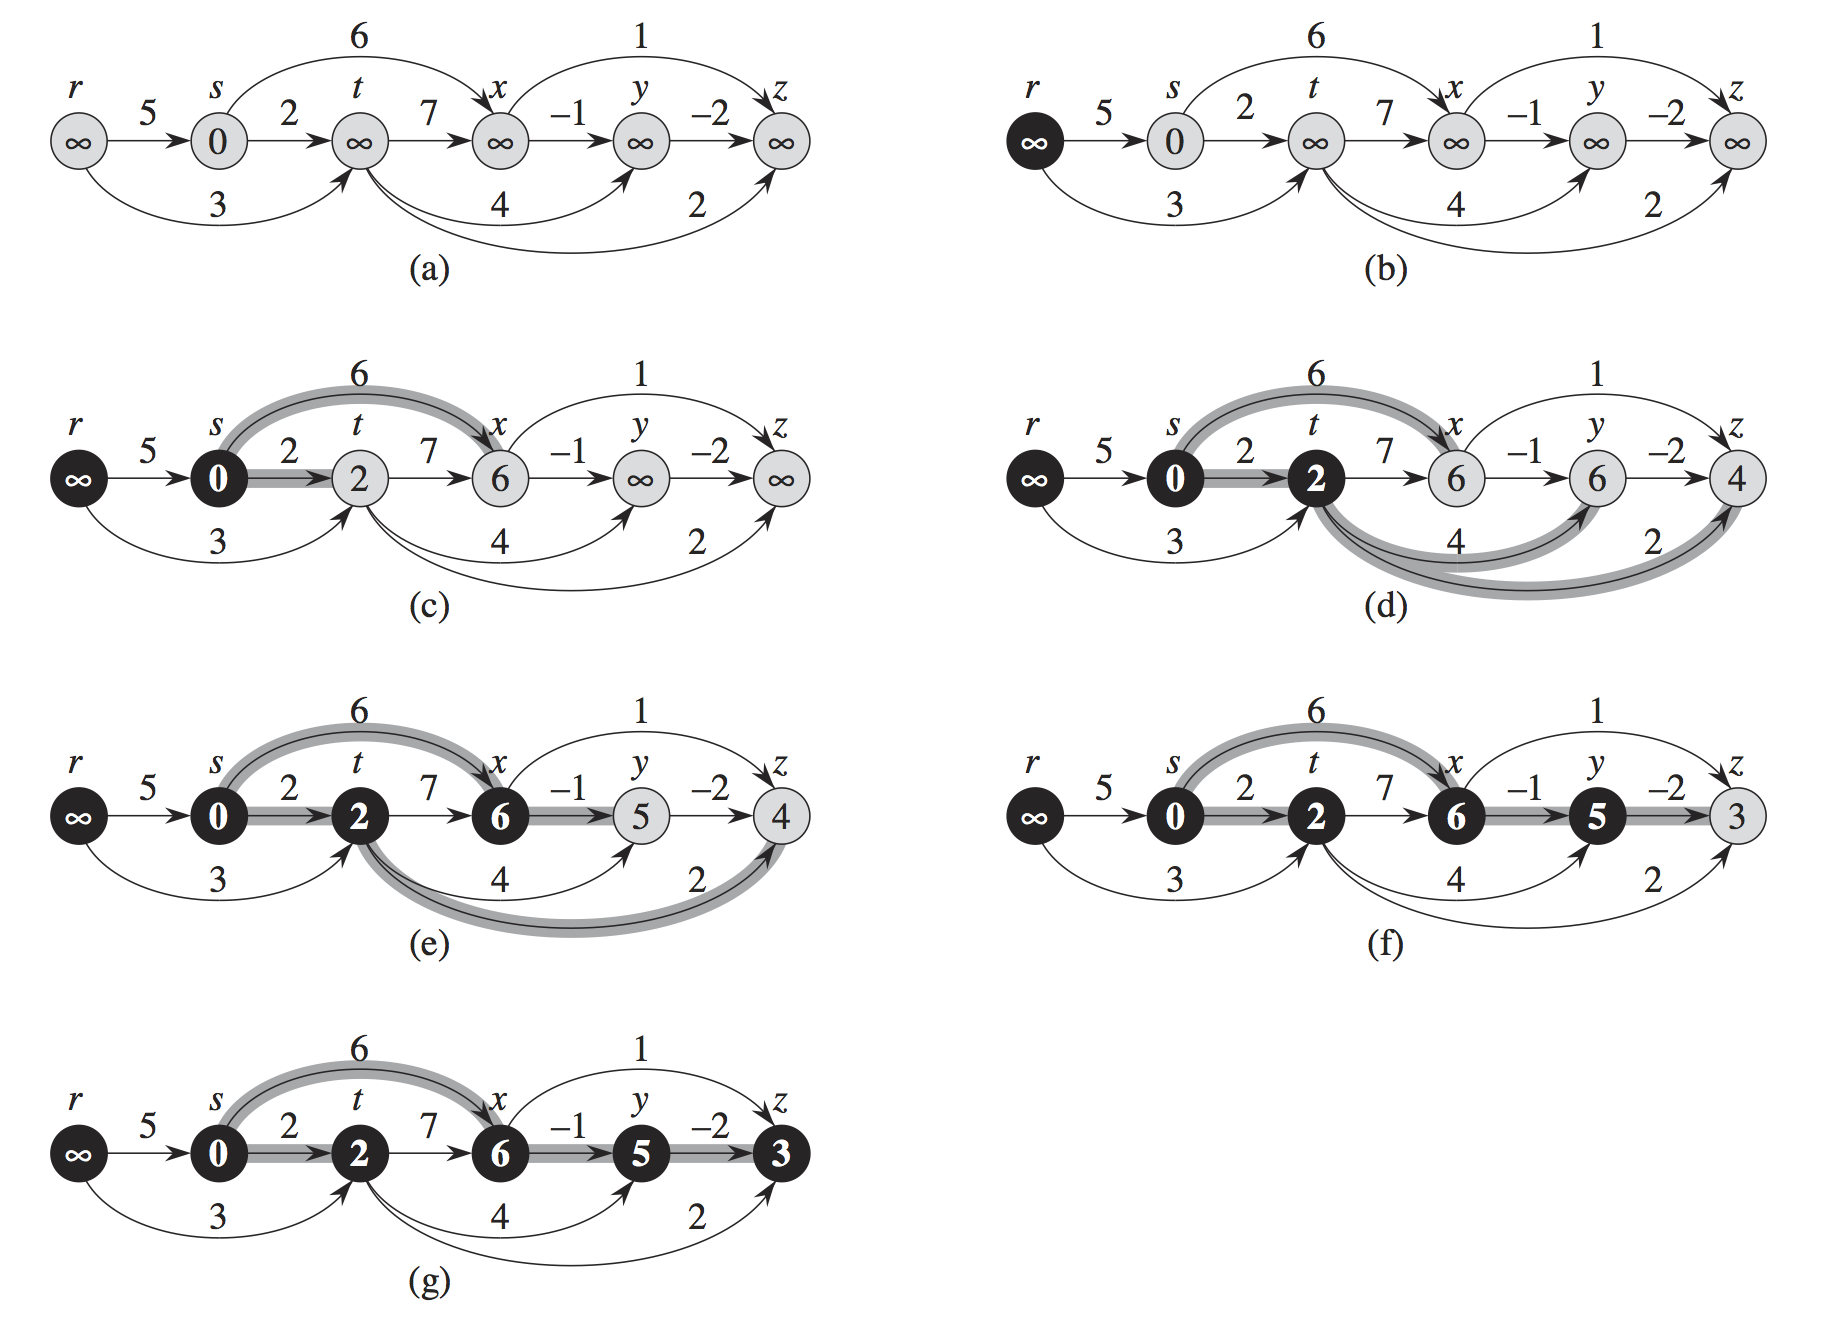 6 1 6 1
r s t x y z r s t x y z
5 2 7 –1 –2 5 2 7 –1 –2
∞ 0 ∞ ∞ ∞ ∞ ∞ 0 ∞ ∞ ∞ ∞
3 4 2 3 4 2
(a) (b)
6 1 6 1
r s t x y z r s t x y z
5 2 7 –1 –2 5 2 7 –1 –2
∞ 0 2 6 ∞ ∞ ∞ 0 2 6 6 4
3 4 2 3 4 2
(c) (d)
6 1 6 1
r s t x y z r s t x y z
5 2 7 –1 –2 5 2 7 –1 –2
∞ 0 2 6 5 4 ∞ 0 2 6 5 3
3 4 2 3 4 2
(e) (f)
6 1
r s t x y z
5 2 7 –1 –2
∞ 0 2 6 5 3
3 4 2
(g)